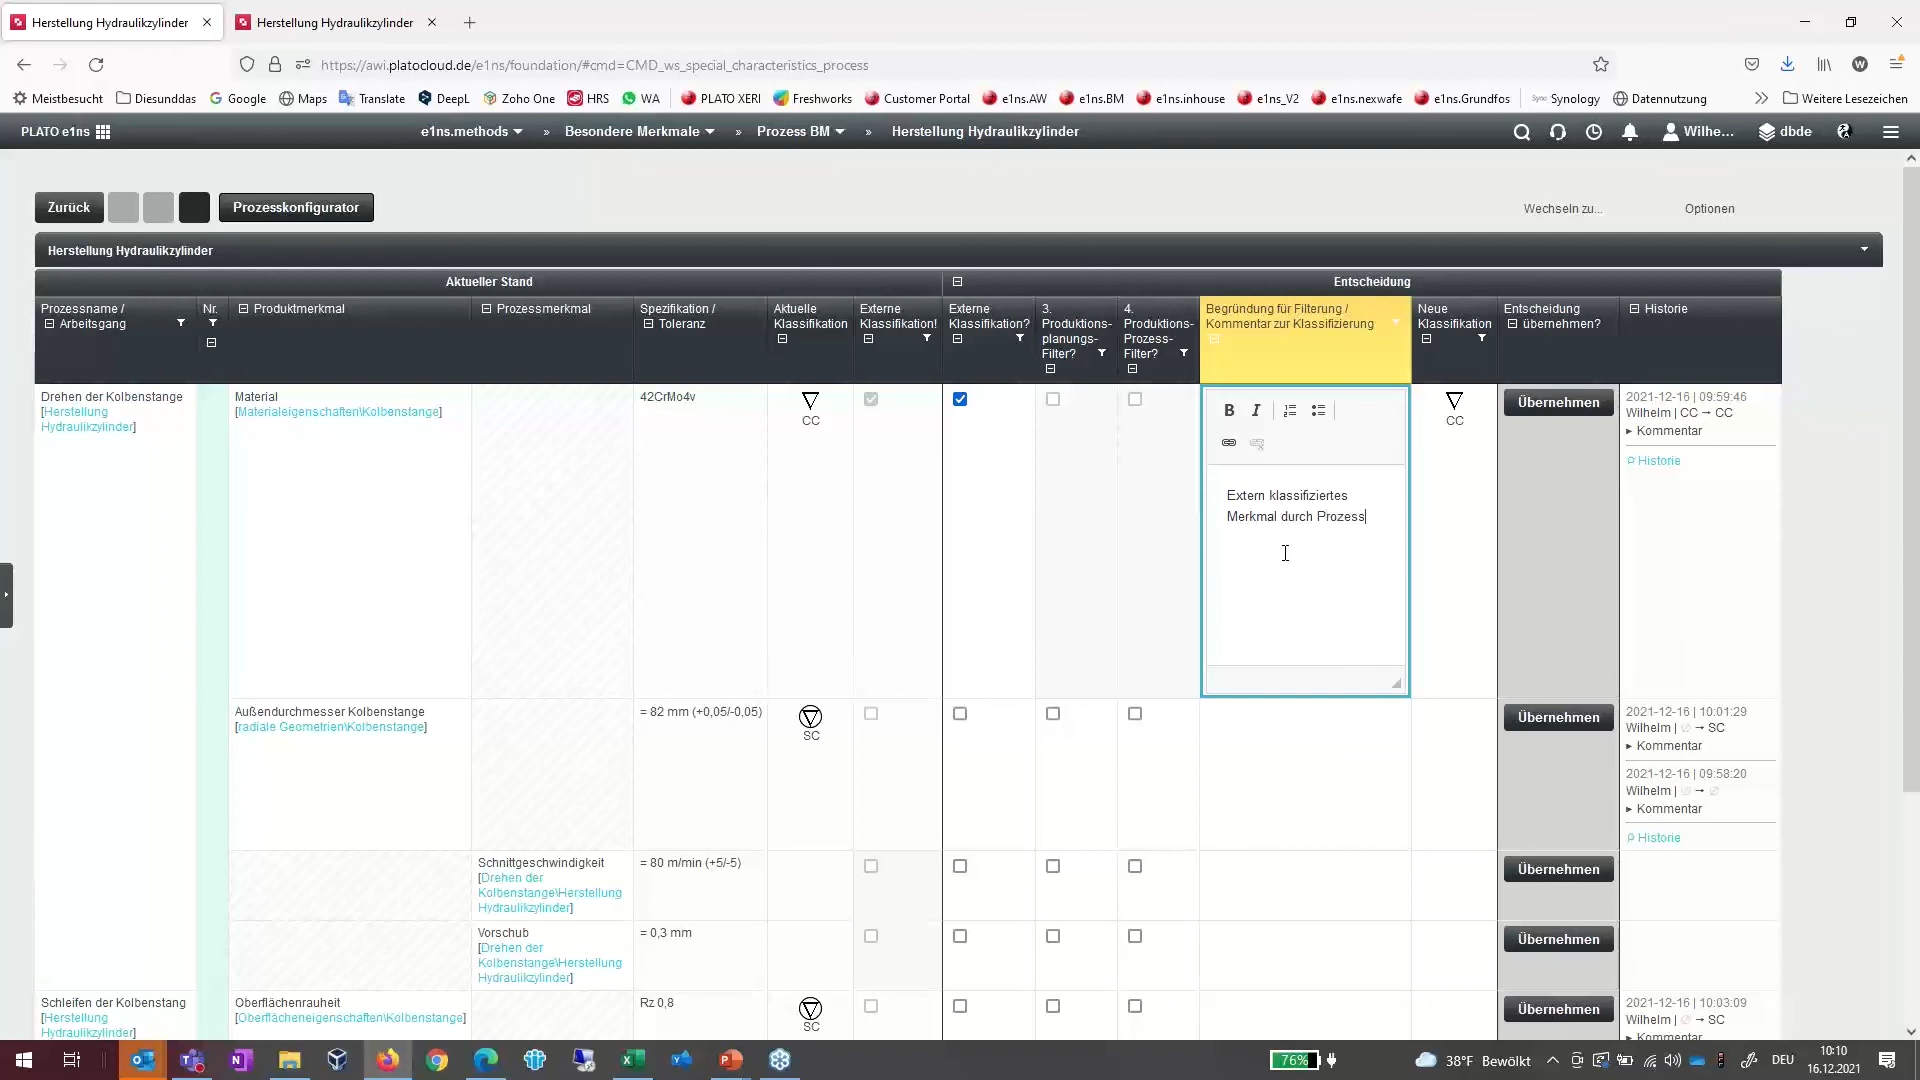 Herstellung Hydraulikzylinder
Herstellung Hydraulikzylinder
https://awi.platocloud.de/e1ns/foundation/#cmd=CMD_ws_special_characteristics_process
Meistbesucht Diesunddas Google Maps Translate DeepL Zoho One HRS WA PLATO XERI Freshworks Customer Portal e1ns.AW e1ns.BM e1ns.inhouse e1ns_V2 e1ns.nexwafe e1ns.Grundfos Synology Datennutzung Weitere Lesezeichen
PLATO e1ns e1ns.methods » Besondere Merkmale » Prozess BM » Herstellung Hydraulikzylinder Wilhe... dbde
Zurück Prozesskonfigurator Wechseln zu... Optionen
Herstellung Hydraulikzylinder
Aktueller Stand Entscheidung
Prozessname /
Arbeitsgang
Nr.
Produktmerkmal
Prozessmerkmal
Spezifikation /
Toleranz
Aktuelle
Klassifikation
Externe
Klassifikation!
Externe
Klassifikation?
3.
Produktions-
planungs-
Filter?
4.
Produktions-
Prozess-
Filter?
Begründung für Filterung /
Kommentar zur Klassifizierung
Neue
Klassifikation
Entscheidung
übernehmen?
Historie
Drehen der Kolbenstange
[Herstellung
Hydraulikzylinder]
Material
[Materialeigenschaften\Kolbenstange]
42CrMo4v
CC
B I
Extern klassifiziertes
Merkmal durch Prozess
CC
Übernehmen
2021-12-16 | 09:59:46
Wilhelm | CC → CC
▸ Kommentar
Historie
Außendurchmesser Kolbenstange
[radiale Geometrien\Kolbenstange]
= 82 mm (+0,05/-0,05)
SC
Übernehmen
2021-12-16 | 10:01:29
Wilhelm | → SC
▸ Kommentar
2021-12-16 | 09:58:20
Wilhelm | →
▸ Kommentar
Historie
Schnittgeschwindigkeit
[Drehen der
Kolbenstange\Herstellung
Hydraulikzylinder]
= 80 m/min (+5/-5)
Übernehmen
Vorschub
[Drehen der
Kolbenstange\Herstellung
Hydraulikzylinder]
= 0,3 mm
Übernehmen
Schleifen der Kolbenstang
[Herstellung
Hydraulikzylinder]
Oberflächenrauheit
[Oberflächeneigenschaften\Kolbenstange]
Rz 0,8
SC
Übernehmen
2021-12-16 | 10:03:09
Wilhelm | → SC
▸ Kommentar
76% 38°F Bewölkt DEU 10:10
16.12.2021